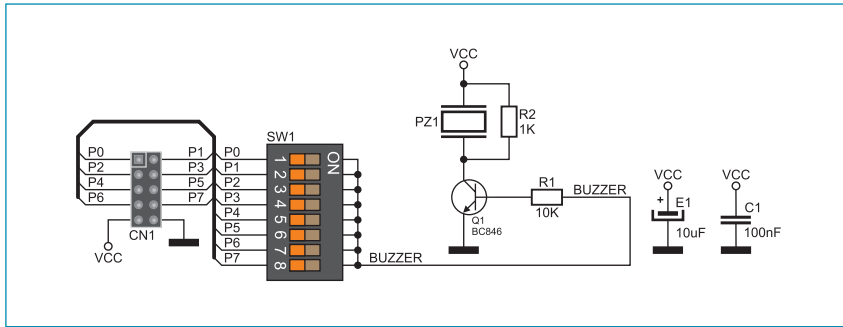 VCC
PZ1
R2
1K
SW1
ON
P0
P2
P4
P6
P1
P3
P5
P7
P0
P1
P2
P3
P4
P5
P6
P7
1
2
3
4
5
6
7
8
CN1
VCC
BUZZER
Q1
BC846
R1
10K
BUZZER
VCC
+
E1
10uF
VCC
C1
100nF